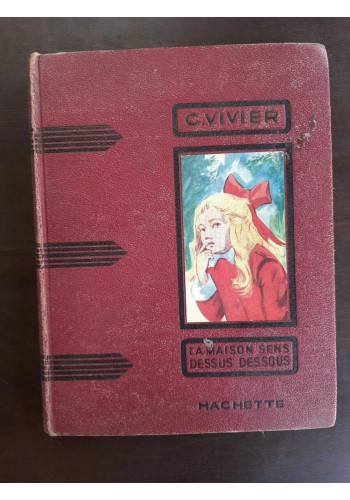 C. VIVIER
LA MAISON SENS
DESSUS DESSOUS
HACHETTE